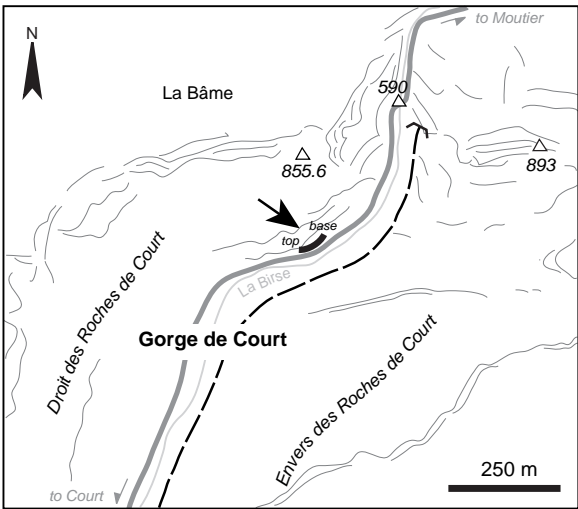 to Moutier
N
La Bâme
590
855.6
893
base
top
La Birse
Droit des Roches de Court
Gorge de Court
Envers des Roches de Court
250 m
to Court